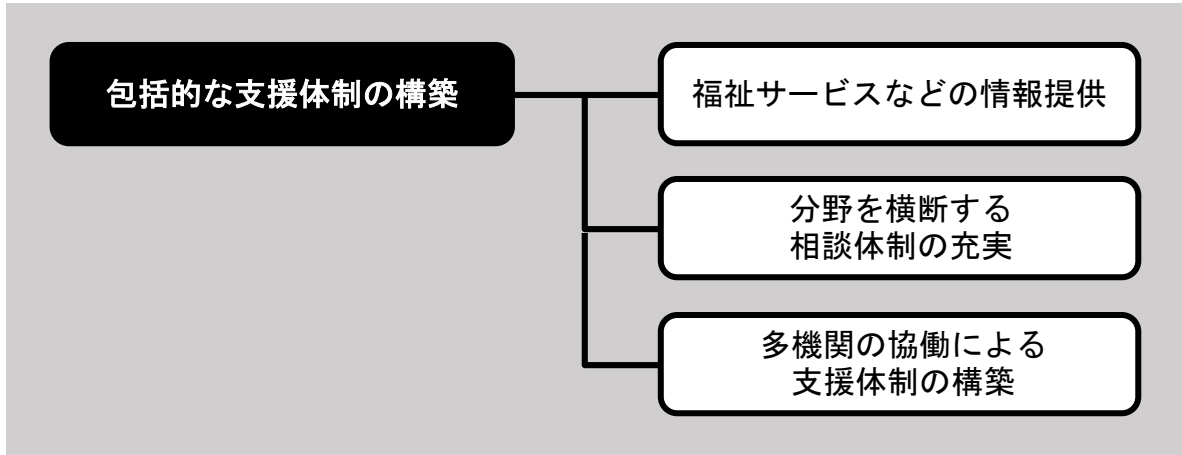 包括的な支援体制の構築
福祉サービスなどの情報提供
分野を横断する
相談体制の充実
多機関の協働による
支援体制の構築